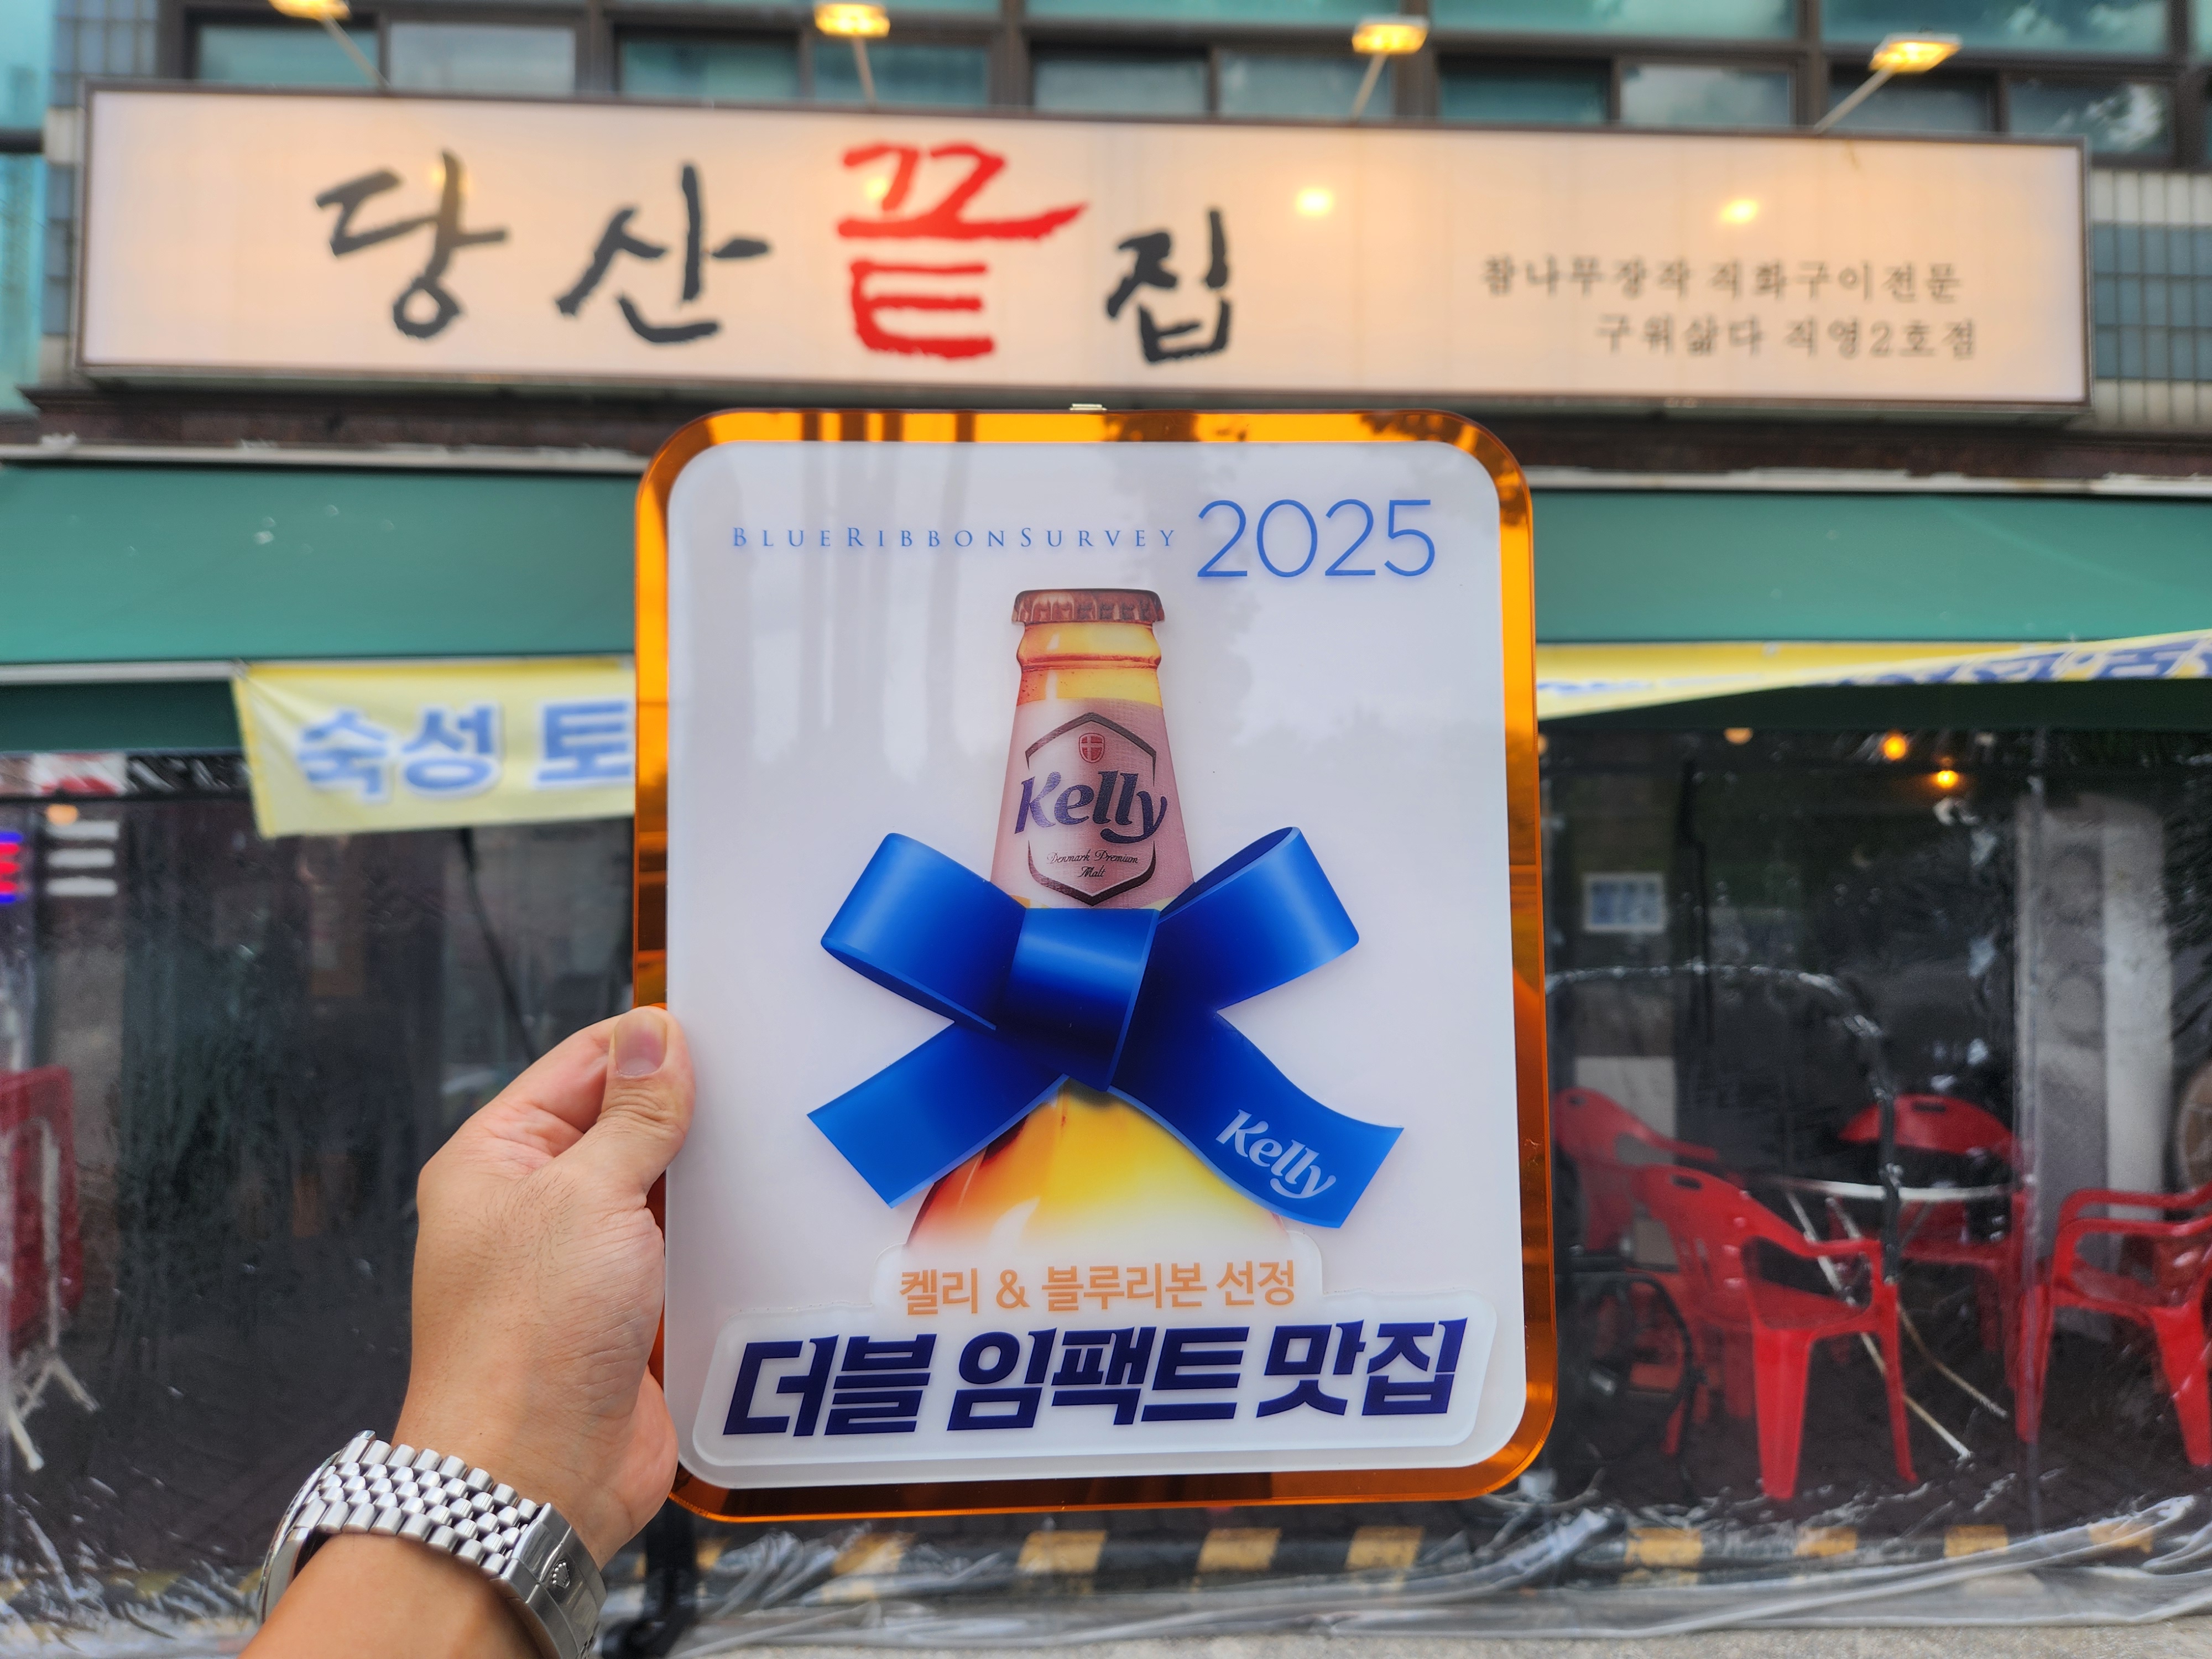 당산끝집
참나무장작 직화구이전문
구워삶다 직영2호점
숙성 토
BLUERIBBONSURVEY 2025
Kelly
Denmark Premium
Malt
Kelly
켈리 & 블루리본 선정
더블 임팩트 맛집